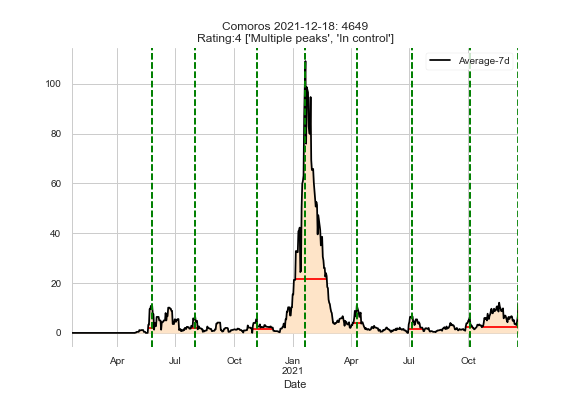 Comoros 2021-12-18: 4649
Rating:4 ['Multiple peaks', 'In control']
Average-7d
100
80
60
40
20
0
Apr Jul Oct Jan Apr Jul Oct
2021
Date